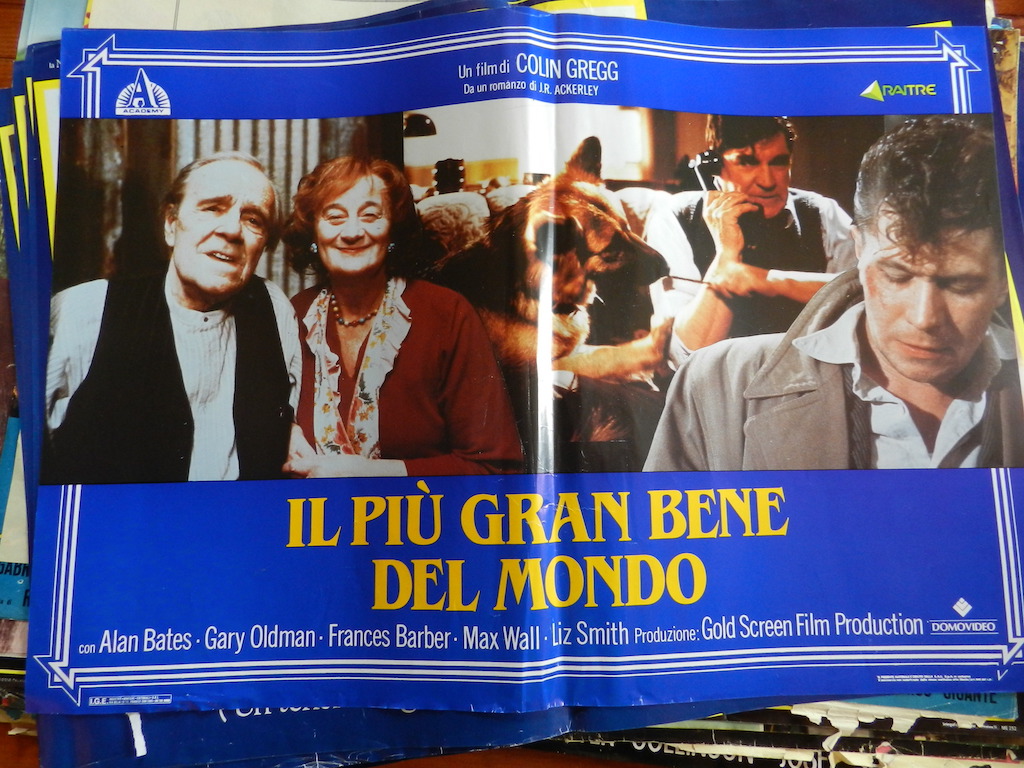 Un film di COLIN GREGG
Da un romanzo di J.R. ACKERLEY
ACADEMY
RAITRE
IL PIÙ GRAN BENE
DEL MONDO
con Alan Bates · Gary Oldman · Frances Barber · Max Wall · Liz Smith Produzione: Gold Screen Film Production
DOMOVIDEO
I.G.E.
GIGANTE